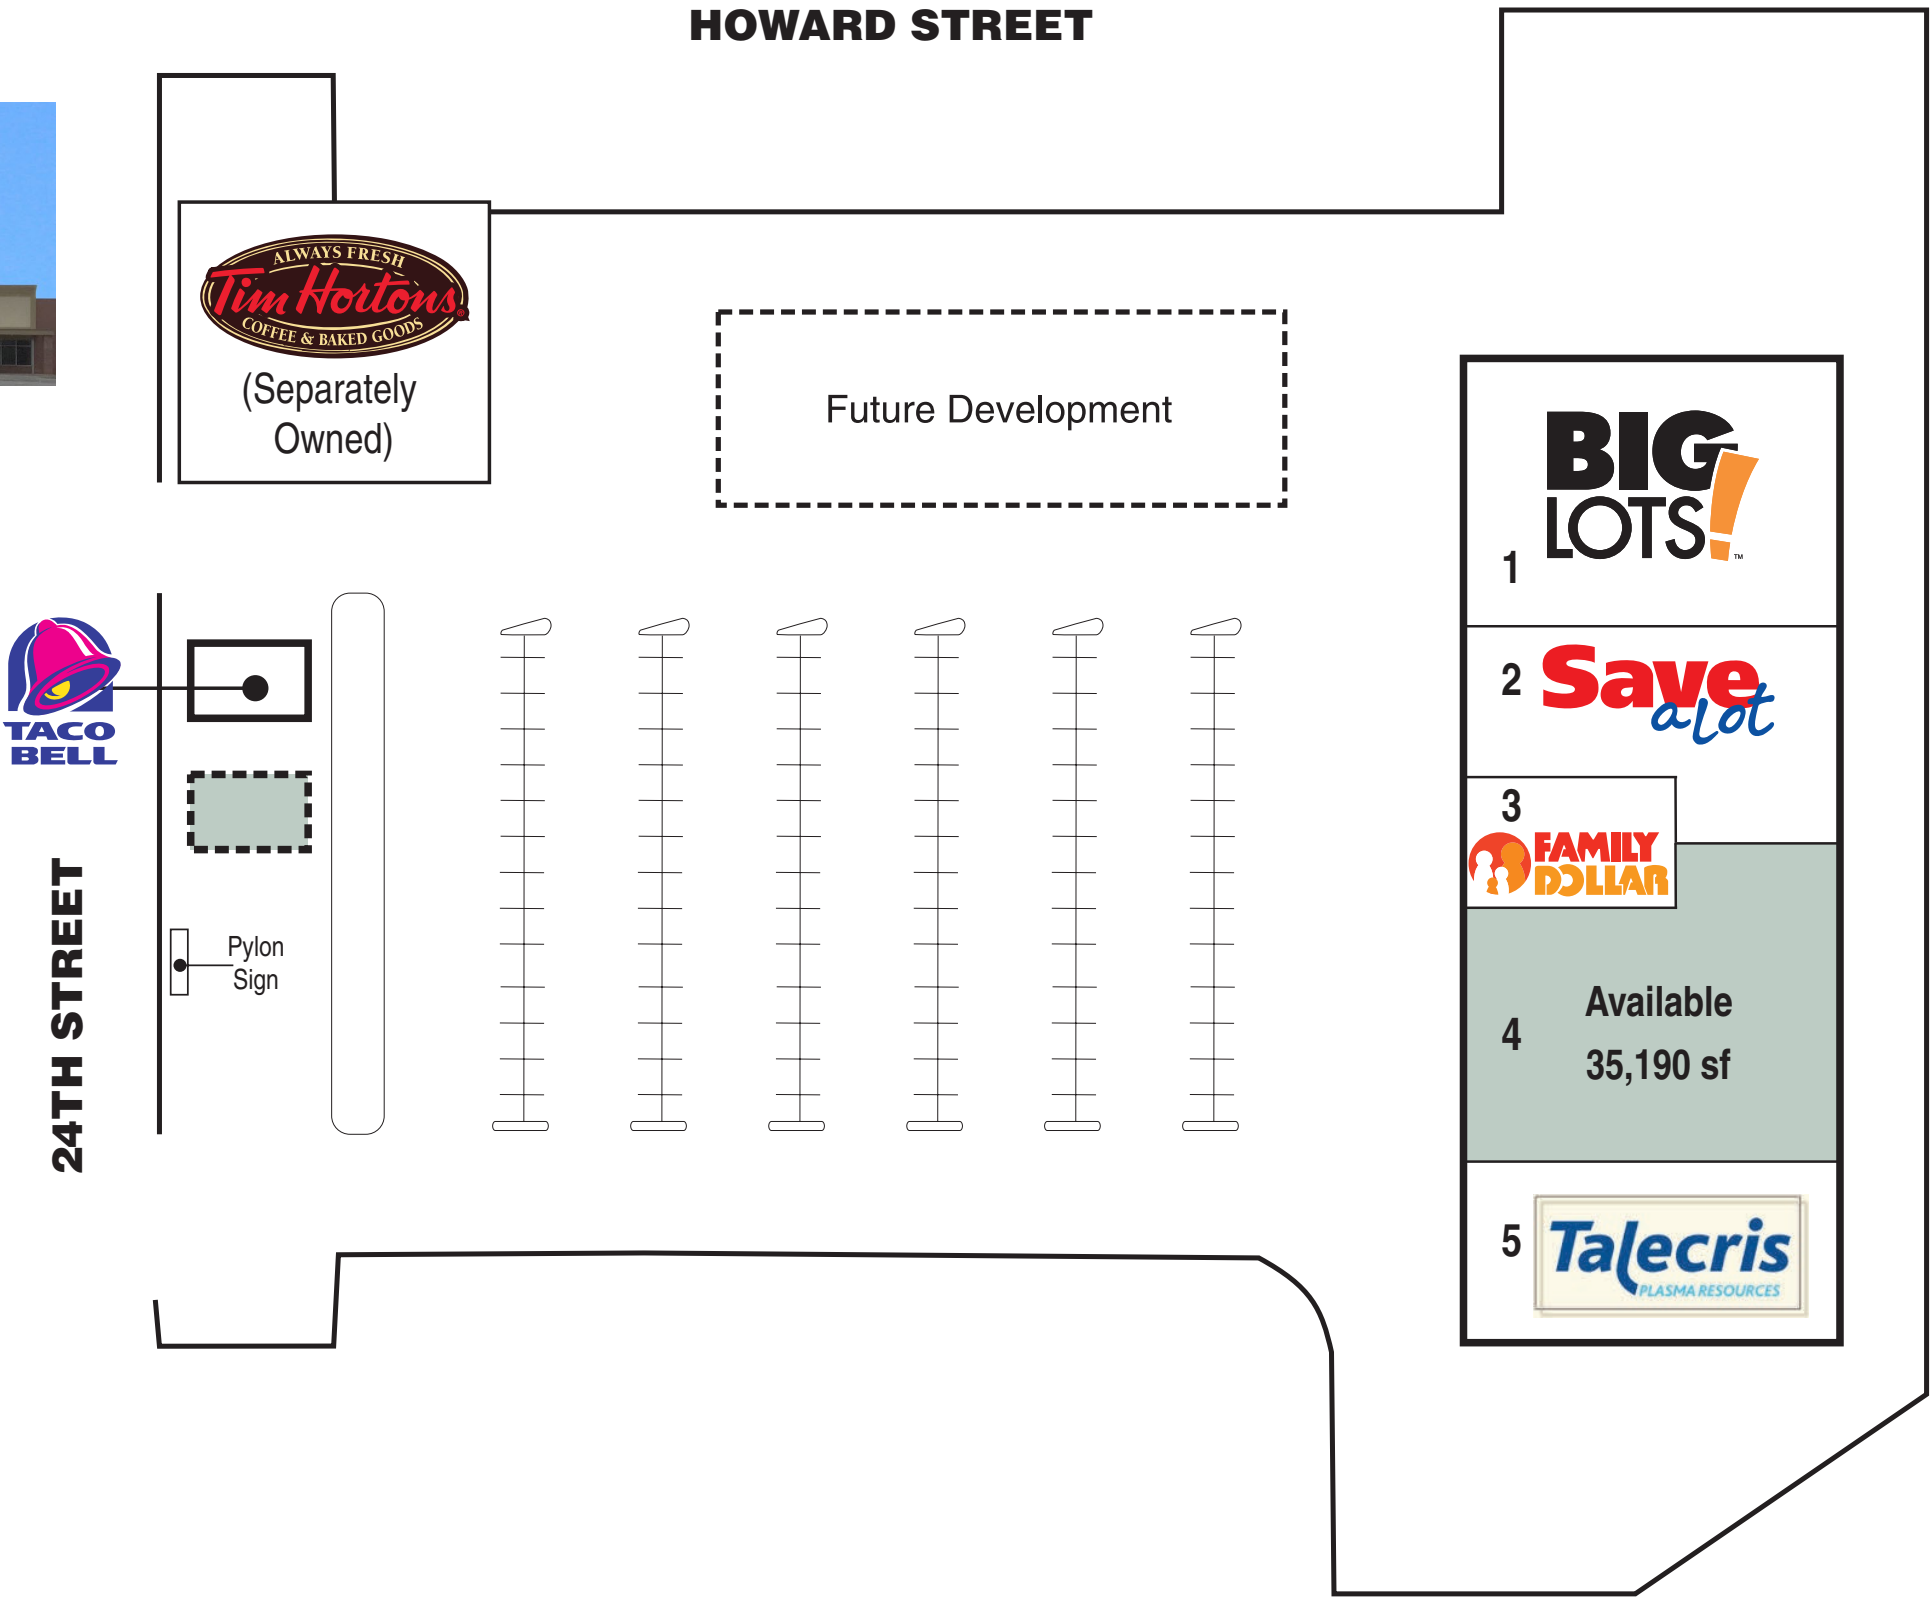 HOWARD STREET
ALWAYS FRESH
Tim Hortons
COFFEE & BAKED GOODS
(Separately
Owned)
Future Development
BIG
LOTS!
™
1
TACO
BELL
2
Save
a lot
3
FAMILY
DOLLAR
24TH STREET
Pylon
Sign
4
Available
35,190 sf
5
Talecris
PLASMA RESOURCES